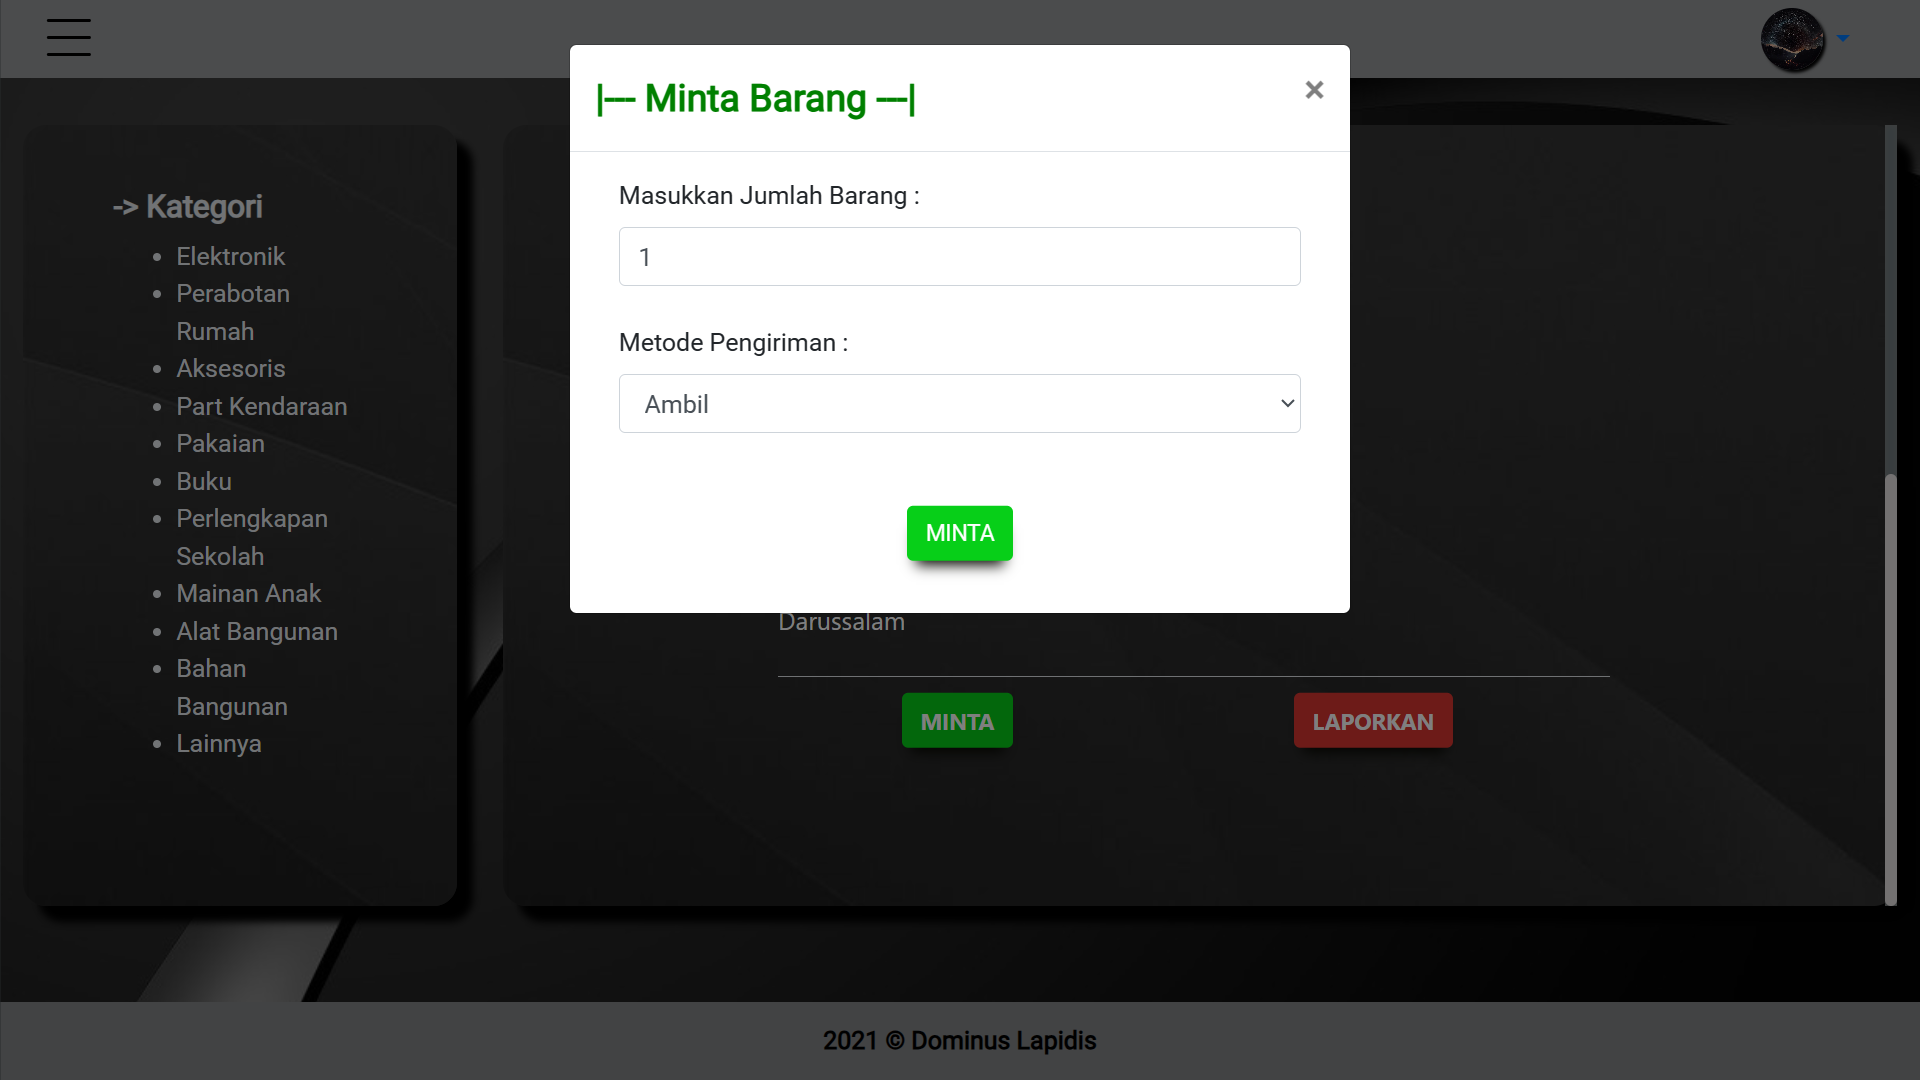 |--- Minta Barang ---|
×
Masukkan Jumlah Barang :
1
Metode Pengiriman :
Ambil
MINTA
-> Kategori
Elektronik
Perabotan
Rumah
Aksesoris
Part Kendaraan
Pakaian
Buku
Perlengkapan
Sekolah
Mainan Anak
Alat Bangunan
Bahan
Bangunan
Lainnya
Darussalam
MINTA
LAPORKAN
2021 © Dominus Lapidis